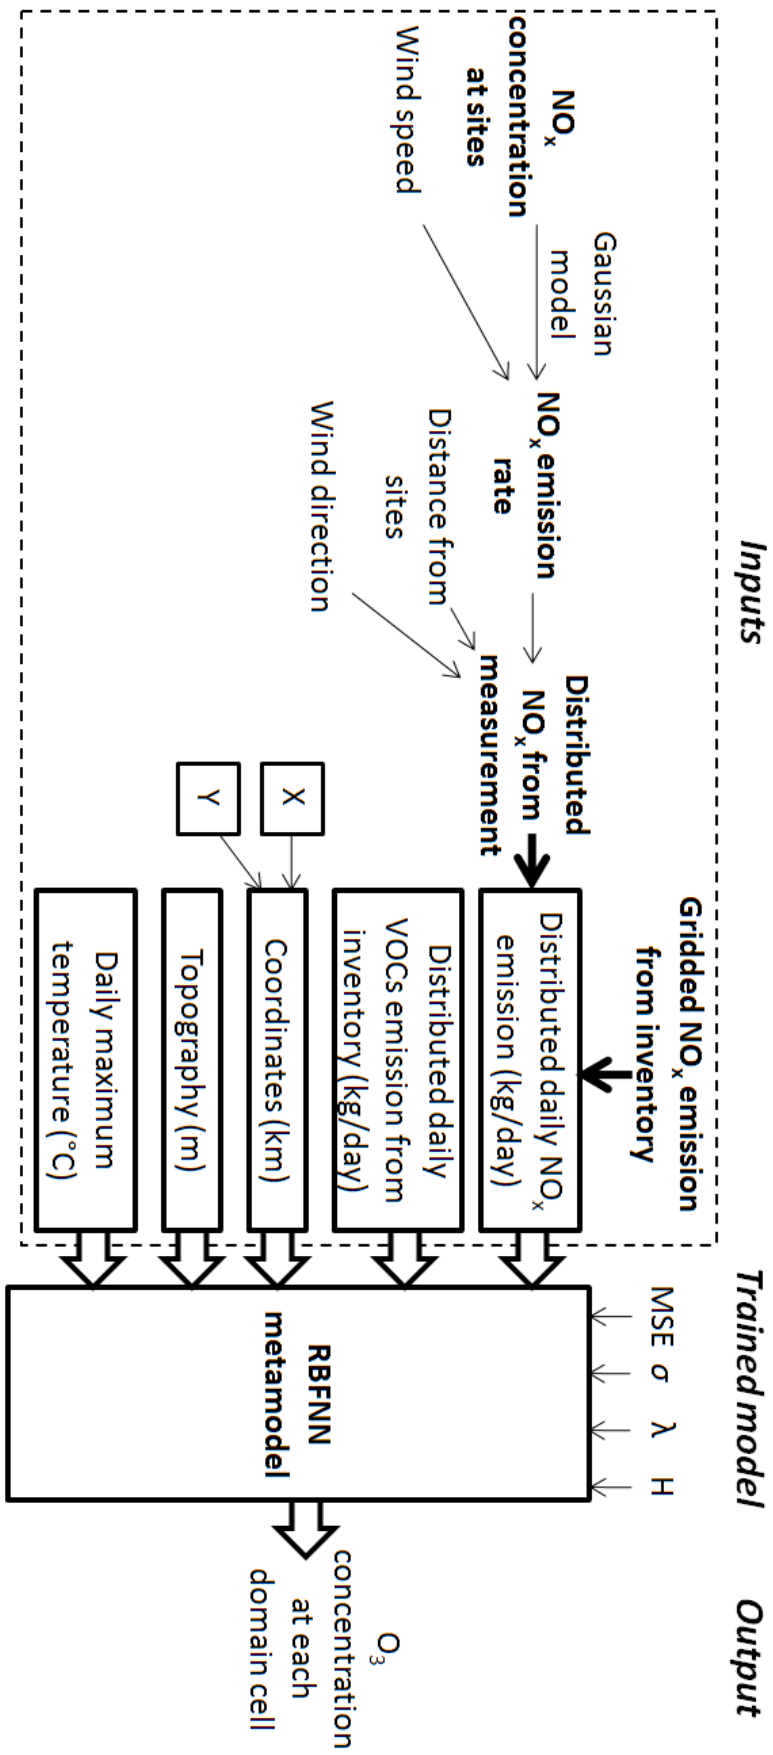 Inputs
Trained model
Output
Gridded NOx emission
from inventory
NOx
concentration
at sites
Wind speed
Gaussian
model
NOx emission
rate
Distance from
sites
Wind direction
Distributed
NOx from
measurement
X
Y
Distributed daily NOx
emission (kg/day)
Distributed daily
VOCs emission from
inventory (kg/day)
Coordinates (km)
Topography (m)
Daily maximum
temperature (°C)
MSE σ λ H
RBFNN
metamodel
O3
concentration
at each
domain cell